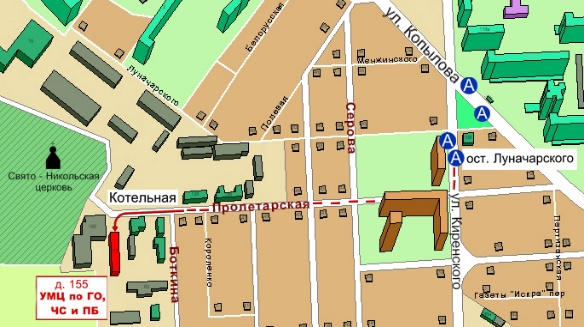 ул. Копылова
Белорусская
Менжинского
Луначарского
Полевая
Серова
А
А
А
А
ост. Луначарского
Свято - Никольская
церковь
Котельная
Пролетарская
ул. Киренского
Боткина
Короленко
Партизанская
Газеты "Искра" пер
д. 155
УМЦ по ГО,
ЧС и ПБ